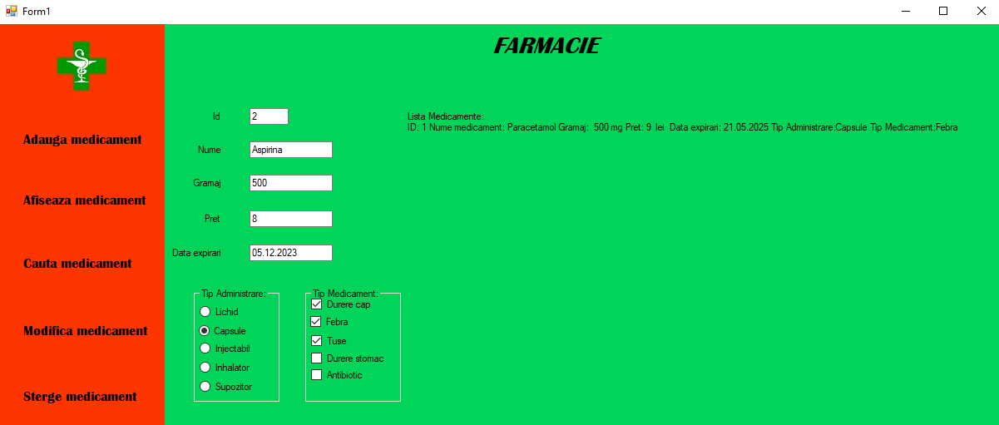 Form1
FARMACIE
Adauga medicament
Afiseaza medicament
Cauta medicament
Modifica medicament
Sterge medicament
Id 2
Nume Aspirina
Gramaj 500
Pret 8
Data expirari 05.12.2023
Tip Administrare:
Lichid
Capsule
Injectabil
Inhalator
Supozitor
Tip Medicament:
Durere cap
Febra
Tuse
Durere stomac
Antibiotic
Lista Medicamente:
ID: 1 Nume medicament: Paracetamol Gramaj:  500 mg Pret: 9  lei  Data expirari: 21.05.2025 Tip Administrare:Capsule Tip Medicament:Febra